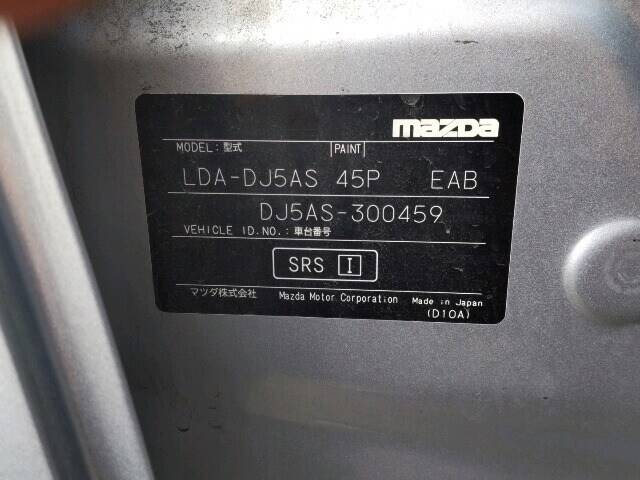 mazda
MODEL:型式 PAINT
LDA-DJ5AS 45P EAB
DJ5AS-300459
VEHICLE ID.NO.:車台番号
SRS I
マツダ株式会社 Mazda Motor Corporation Made in Japan
(D10A)